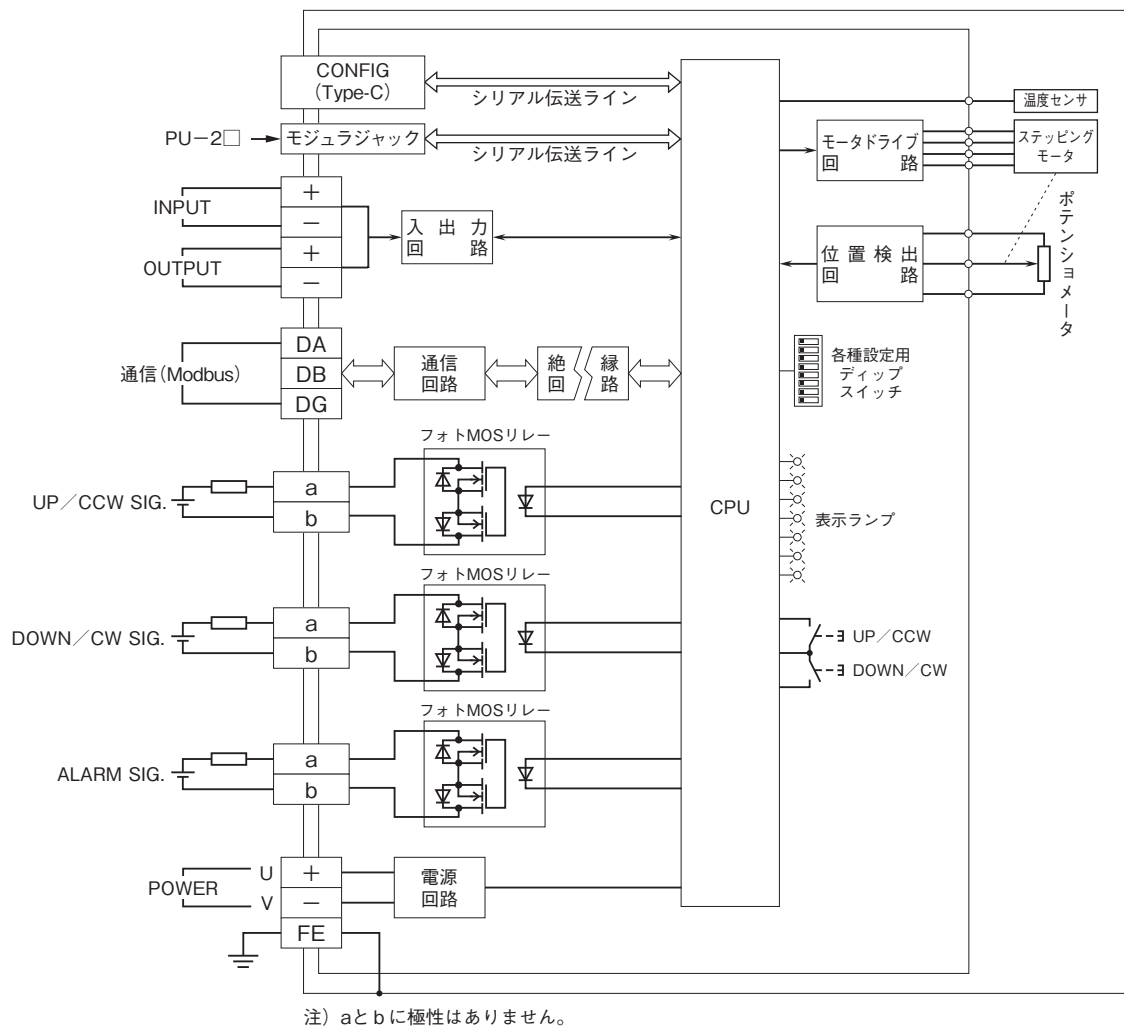 CONFIG
(Type-C)
シリアル伝送ライン
PU−2□
モジュラジャック
シリアル伝送ライン
INPUT
+
−
OUTPUT
+
−
入出力
回路
通信(Modbus)
DA
DB
DG
通信
回路
絶縁
回路
フォトMOSリレー
UP/CCW SIG.
a
b
フォトMOSリレー
DOWN/CW SIG.
a
b
フォトMOSリレー
ALARM SIG.
a
b
POWER
U
V
+
−
FE
電源
回路
CPU
温度センサ
モータドライブ
回路
ステッピング
モータ
位置検出
回路
ポテンショメータ
各種設定用
ディップ
スイッチ
表示ランプ
UP/CCW
DOWN/CW
注）aとbに極性はありません。